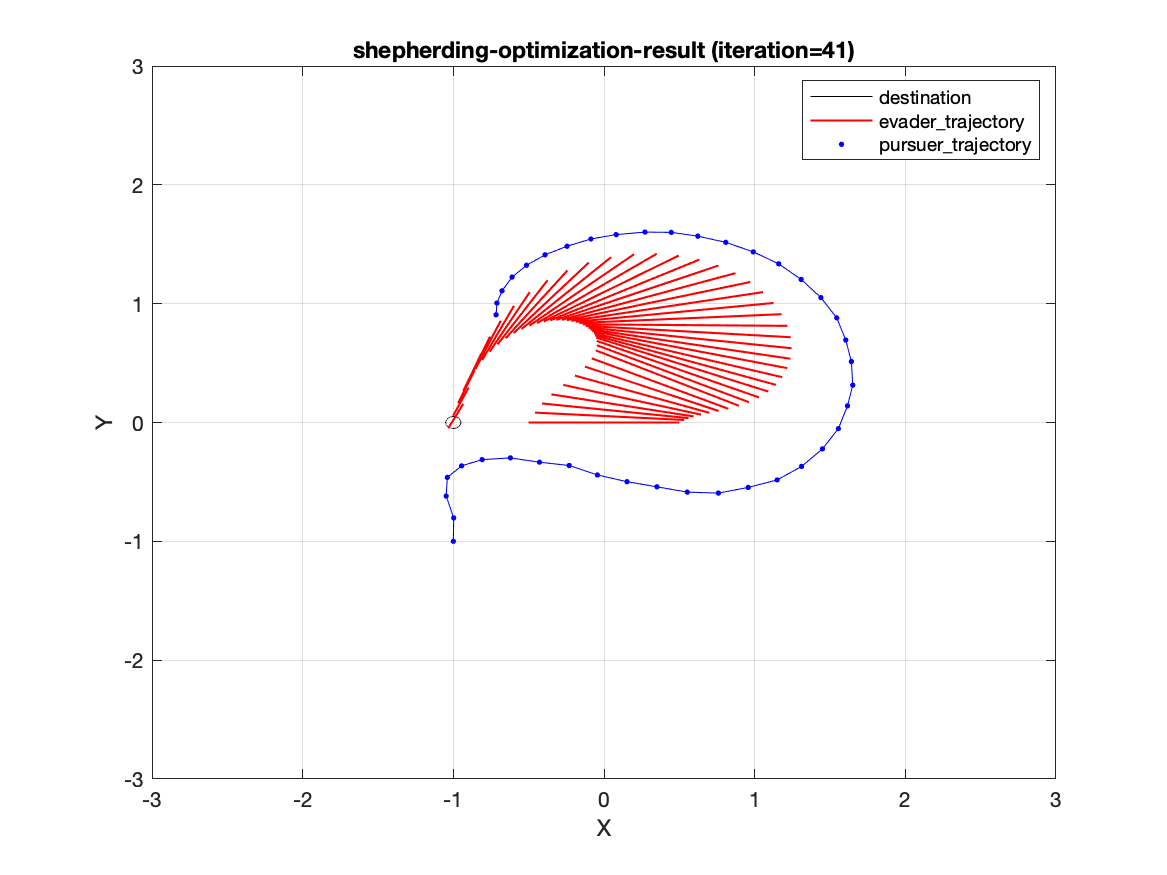 shepherding-optimization-result (iteration=41)
destination
evader_trajectory
pursuer_trajectory
3
2
1
0
-1
-2
-3
Y
-3 -2 -1 0 1 2 3
X